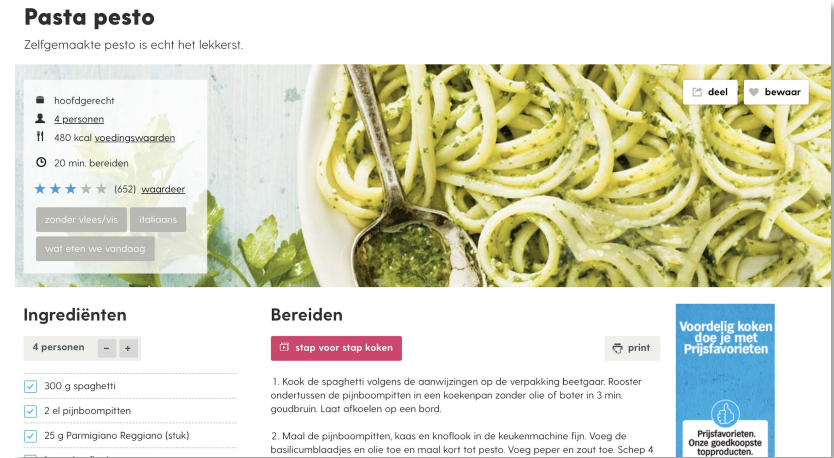 Pasta pesto
Zelfgemaakte pesto is echt het lekkerst.
hoofdgerecht
4 personen
480 kcal voedingswaarden
20 min. bereiden
(652) waardeer
zonder vlees/vis italiaans
wat eten we vandaag
deel bewaar
Ingrediënten
4 personen − +
300 g spaghetti
2 el pijnboompitten
25 g Parmigiano Reggiano (stuk)
Bereiden
stap voor stap koken
print
1. Kook de spaghetti volgens de aanwijzingen op de verpakking beetgaar. Rooster
ondertussen de pijnboompitten in een koekenpan zonder olie of boter in 3 min.
goudbruin. Laat afkoelen op een bord.
2. Maal de pijnboompitten, kaas en knoflook in de keukenmachine fijn. Voeg de
basilicumblaadjes en olie toe en maal kort tot pesto. Voeg peper en zout toe. Schep 4
Voordelig koken
doe je met
Prijsfavorieten
Prijsfavorieten.
Onze goedkoopste
topproducten.